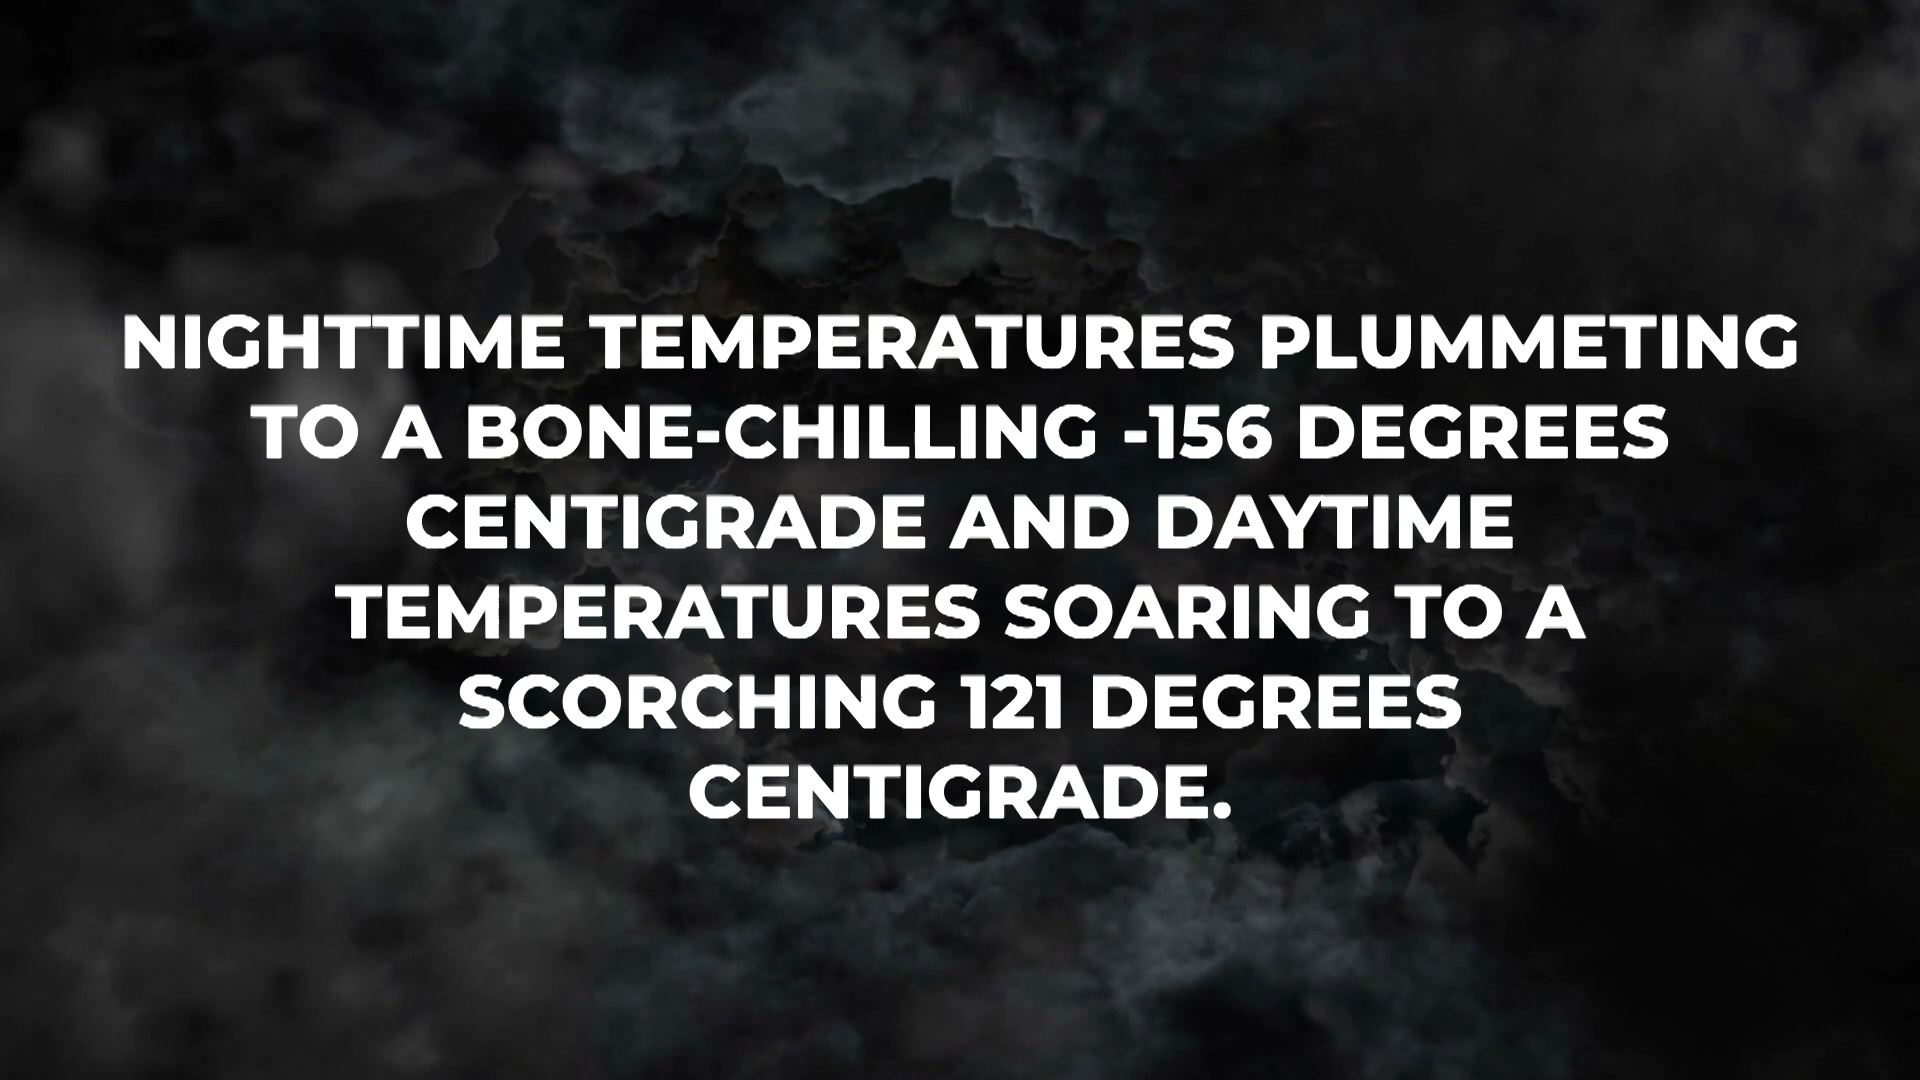 NIGHTTIME TEMPERATURES PLUMMETING
TO A BONE-CHILLING -156 DEGREES
CENTIGRADE AND DAYTIME
TEMPERATURES SOARING TO A
SCORCHING 121 DEGREES
CENTIGRADE.